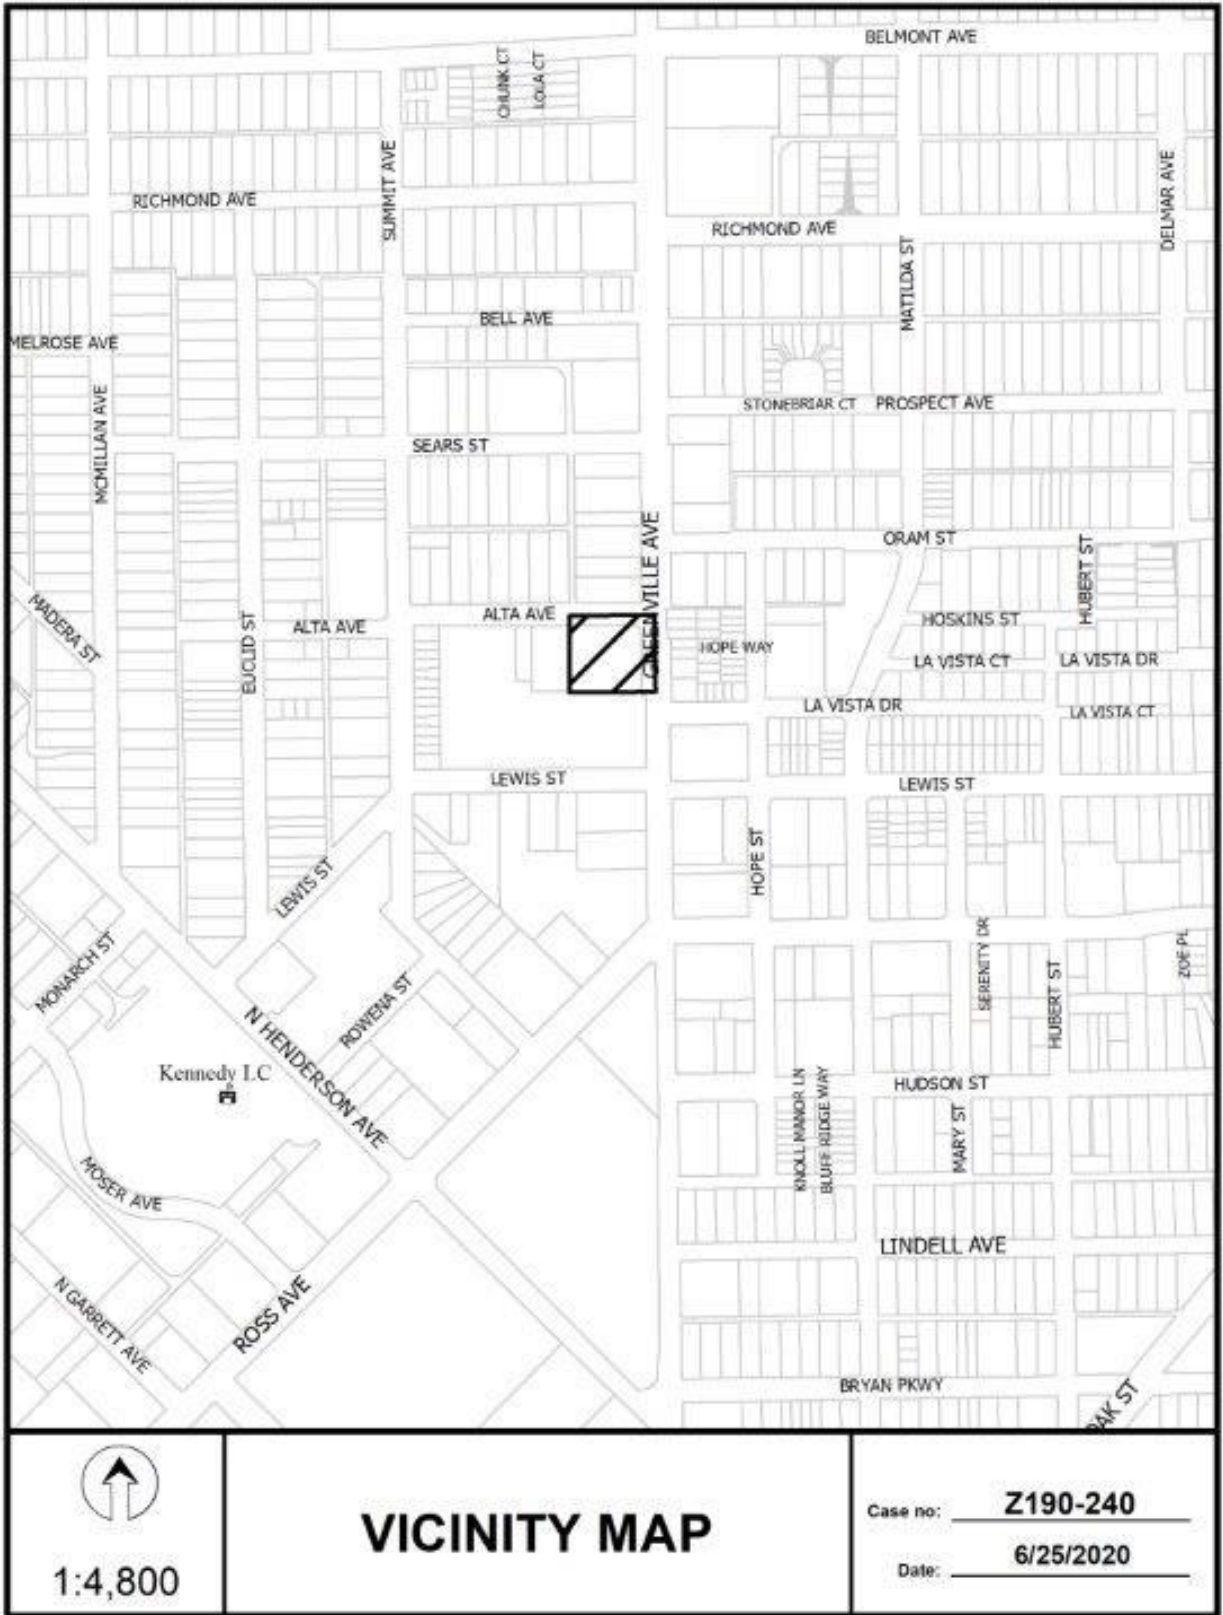 BELMONT AVE
CHUNK CT
LOLA CT
SUMMIT AVE
DELMAR AVE
RICHMOND AVE
RICHMOND AVE
MATILDA ST
BELL AVE
MELROSE AVE
MCMILLAN AVE
STONEBRIAR CT
PROSPECT AVE
SEARS ST
GREENVILLE AVE
ORAM ST
HUBERT ST
MADERA ST
EUCLID ST
ALTA AVE
ALTA AVE
HOSKINS ST
HOPE WAY
LA VISTA CT
LA VISTA DR
LA VISTA DR
LA VISTA CT
LEWIS ST
LEWIS ST
HOPE ST
LEWIS ST
MONARCH ST
SERENITY DR
ZOE PL
HUBERT ST
ROWENA ST
N HENDERSON AVE
Kennedy LC
HUDSON ST
KNOLL MANOR LN
BLUFF RIDGE WAY
MARY ST
MOSER AVE
LINDELL AVE
N GARRETT AVE
ROSS AVE
BRYAN PKWY
OAK ST
1:4,800
VICINITY MAP
Case no: Z190-240
Date: 6/25/2020